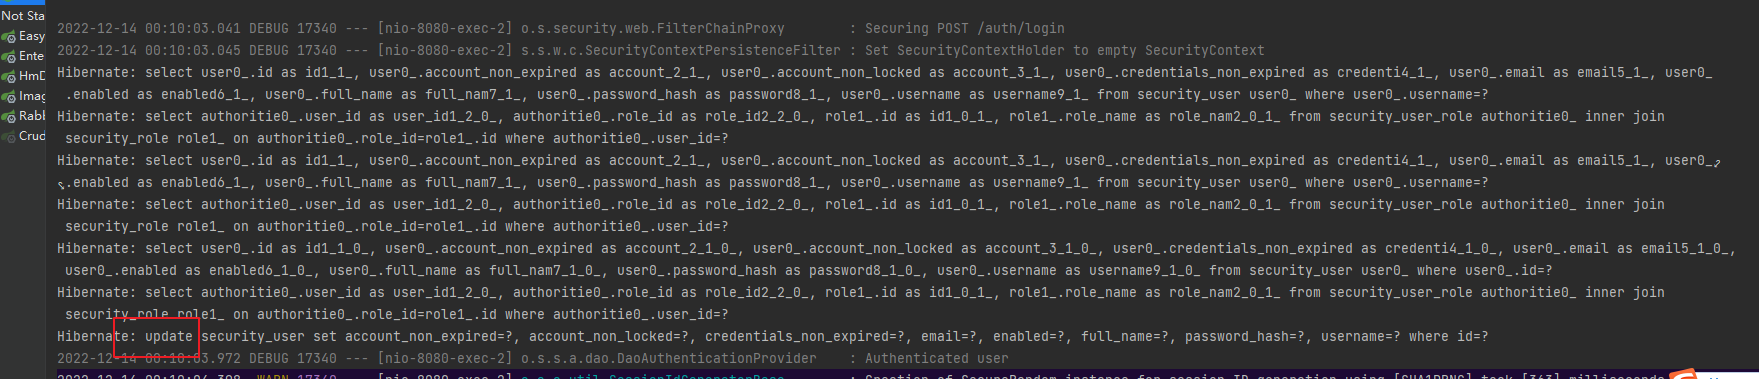 Not Sta
Easy
Ente
HmD
Imag
Rabb
Crud
2022-12-14 00:10:03.041 DEBUG 17340 --- [nio-8080-exec-2] o.s.security.web.FilterChainProxy        : Securing POST /auth/login
2022-12-14 00:10:03.045 DEBUG 17340 --- [nio-8080-exec-2] s.s.w.c.SecurityContextPersistenceFilter : Set SecurityContextHolder to empty SecurityContext
Hibernate: select user0_.id as id1_1_, user0_.account_non_expired as account_2_1_, user0_.account_non_locked as account_3_1_, user0_.credentials_non_expired as credenti4_1_, user0_.email as email5_1_, user0_
.enabled as enabled6_1_, user0_.full_name as full_nam7_1_, user0_.password_hash as password8_1_, user0_.username as username9_1_ from security_user user0_ where user0_.username=?
Hibernate: select authoritie0_.user_id as user_id1_2_0_, authoritie0_.role_id as role_id2_2_0_, role1_.id as id1_0_1_, role1_.role_name as role_nam2_0_1_ from security_user_role authoritie0_ inner join
security_role role1_ on authoritie0_.role_id=role1_.id where authoritie0_.user_id=?
Hibernate: select user0_.id as id1_1_, user0_.account_non_expired as account_2_1_, user0_.account_non_locked as account_3_1_, user0_.credentials_non_expired as credenti4_1_, user0_.email as email5_1_, user0_
.enabled as enabled6_1_, user0_.full_name as full_nam7_1_, user0_.password_hash as password8_1_, user0_.username as username9_1_ from security_user user0_ where user0_.username=?
Hibernate: select authoritie0_.user_id as user_id1_2_0_, authoritie0_.role_id as role_id2_2_0_, role1_.id as id1_0_1_, role1_.role_name as role_nam2_0_1_ from security_user_role authoritie0_ inner join
security_role role1_ on authoritie0_.role_id=role1_.id where authoritie0_.user_id=?
Hibernate: select user0_.id as id1_1_0_, user0_.account_non_expired as account_2_1_0_, user0_.account_non_locked as account_3_1_0_, user0_.credentials_non_expired as credenti4_1_0_, user0_.email as email5_1_0_,
user0_.enabled as enabled6_1_0_, user0_.full_name as full_nam7_1_0_, user0_.password_hash as password8_1_0_, user0_.username as username9_1_0_ from security_user user0_ where user0_.id=?
Hibernate: select authoritie0_.user_id as user_id1_2_0_, authoritie0_.role_id as role_id2_2_0_, role1_.id as id1_0_1_, role1_.role_name as role_nam2_0_1_ from security_user_role authoritie0_ inner join
security_role role1_ on authoritie0_.role_id=role1_.id where authoritie0_.user_id=?
Hibernate: update security_user set account_non_expired=?, account_non_locked=?, credentials_non_expired=?, email=?, enabled=?, full_name=?, password_hash=?, username=? where id=?
2022-12-14 00:10:03.972 DEBUG 17340 --- [nio-8080-exec-2] o.s.s.a.dao.DaoAuthenticationProvider    : Authenticated user